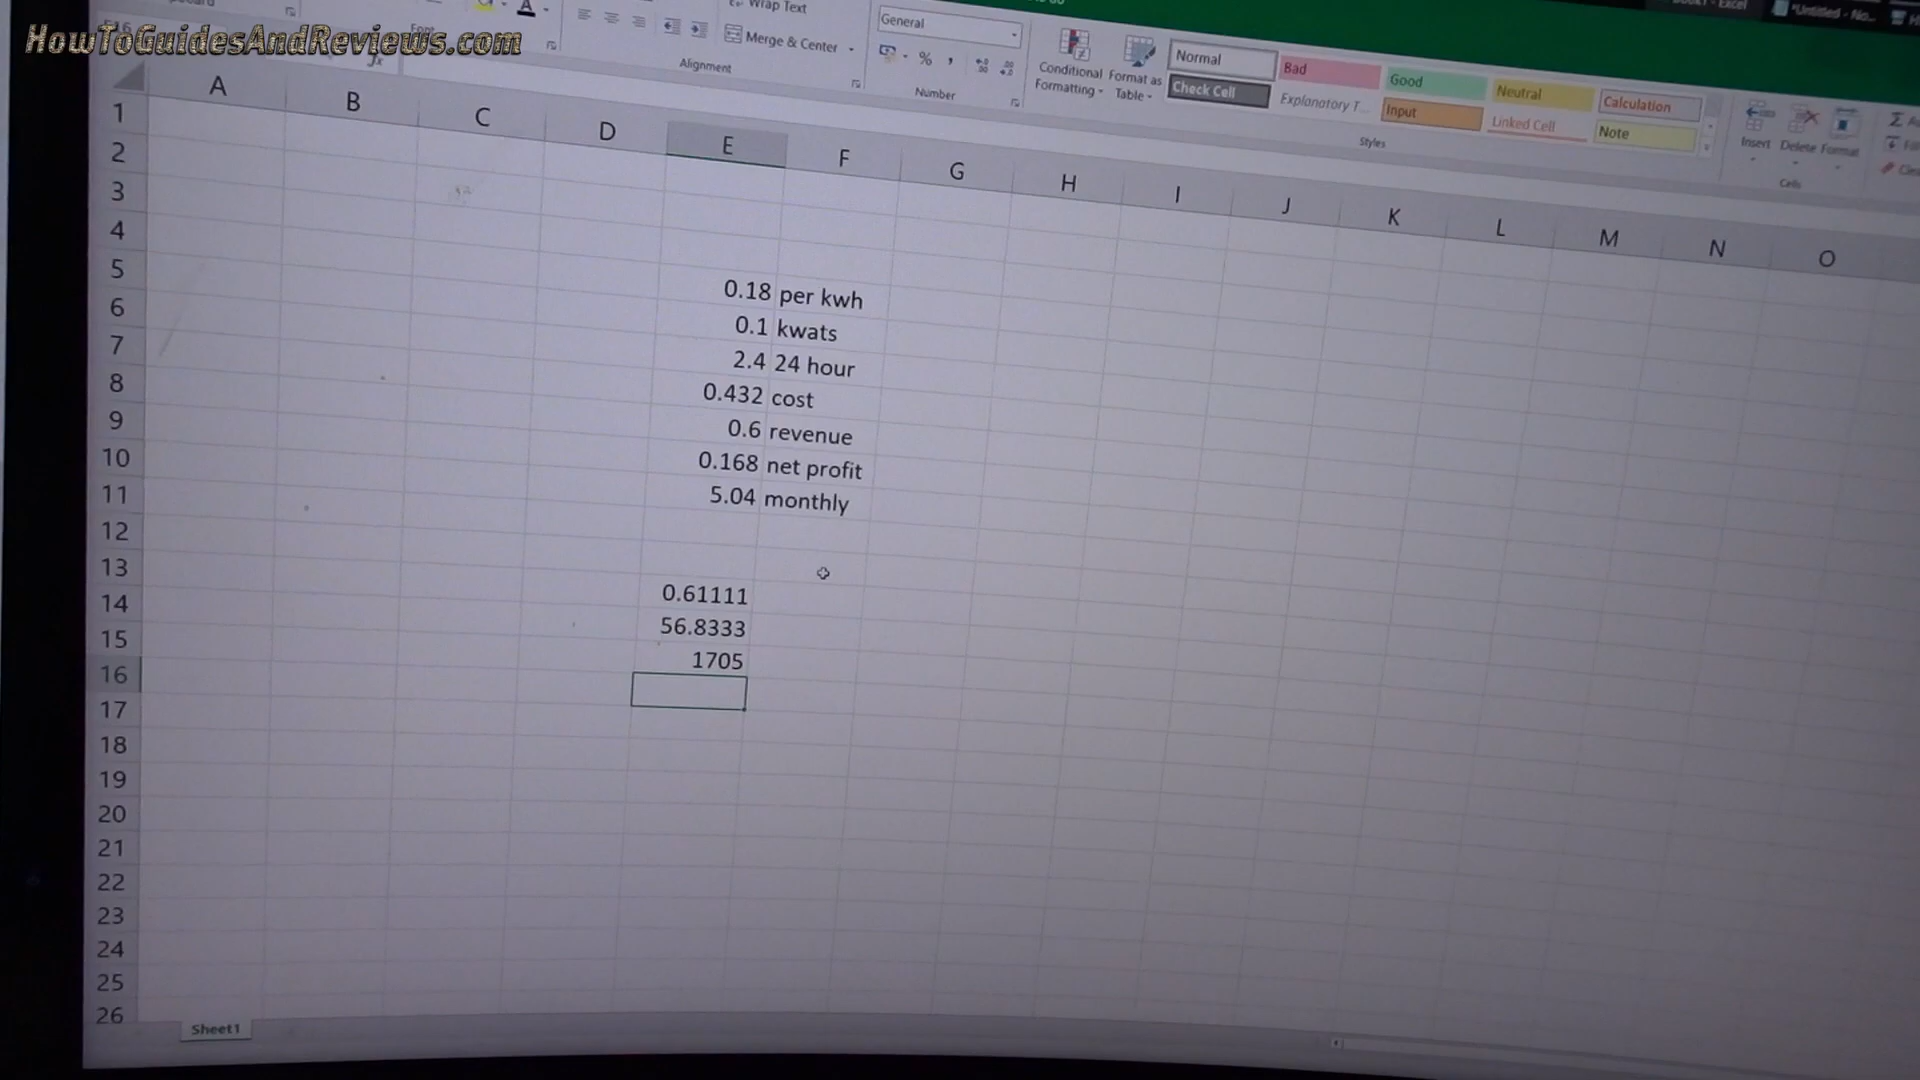 HowToGuidesAndReviews.com
Wrap Text
Merge & Center
Alignment
General
%
Number
Conditional Formatting
Format as Table
Normal
Bad
Good
Neutral
Calculation
Check Cell
Explanatory T...
Input
Linked Cell
Note
Styles
Insert
Delete
Format
Cells
A B C D E F G H I J K L M N O
1
2
3
4
5 0.18 per kwh
6 0.1 kwats
7 2.4 24 hour
8 0.432 cost
9 0.6 revenue
10 0.168 net profit
11 5.04 monthly
12
13
14 0.61111
15 56.8333
16 1705
17
18
19
20
21
22
23
24
25
26
Sheet1